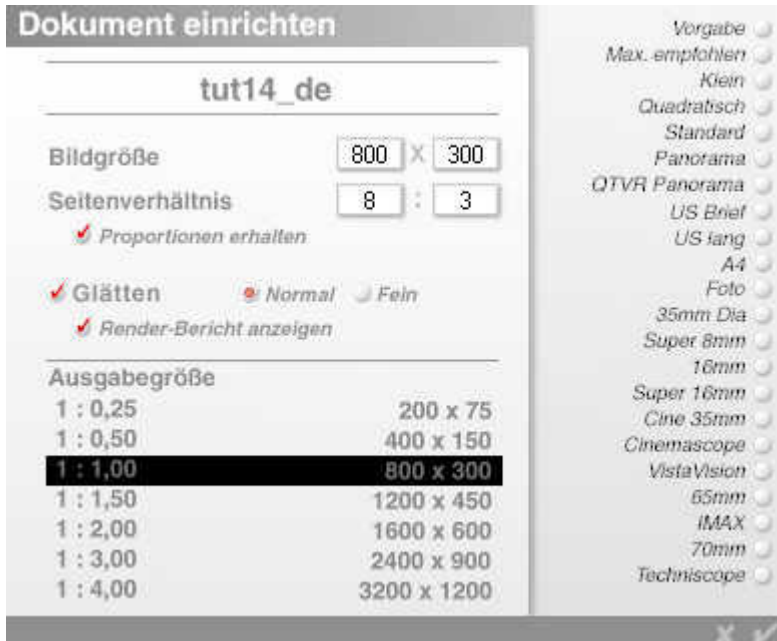 Dokument einrichten
tut14_de
Bildgröße 800 X 300
Seitenverhältnis 8 : 3
Proportionen erhalten
Glätten Normal Fein
Render-Bericht anzeigen
Ausgabegröße
1 : 0,25 200 x 75
1 : 0,50 400 x 150
1 : 1,00 800 x 300
1 : 1,50 1200 x 450
1 : 2,00 1600 x 600
1 : 3,00 2400 x 900
1 : 4,00 3200 x 1200
Vorgabe
Max. empfohlen
Klein
Quadratisch
Standard
Panorama
QTVR Panorama
US Brief
US lang
A4
Foto
35mm Dia
Super 8mm
16mm
Super 16mm
Cine 35mm
Cinemascope
VistaVision
65mm
IMAX
70mm
Techniscope